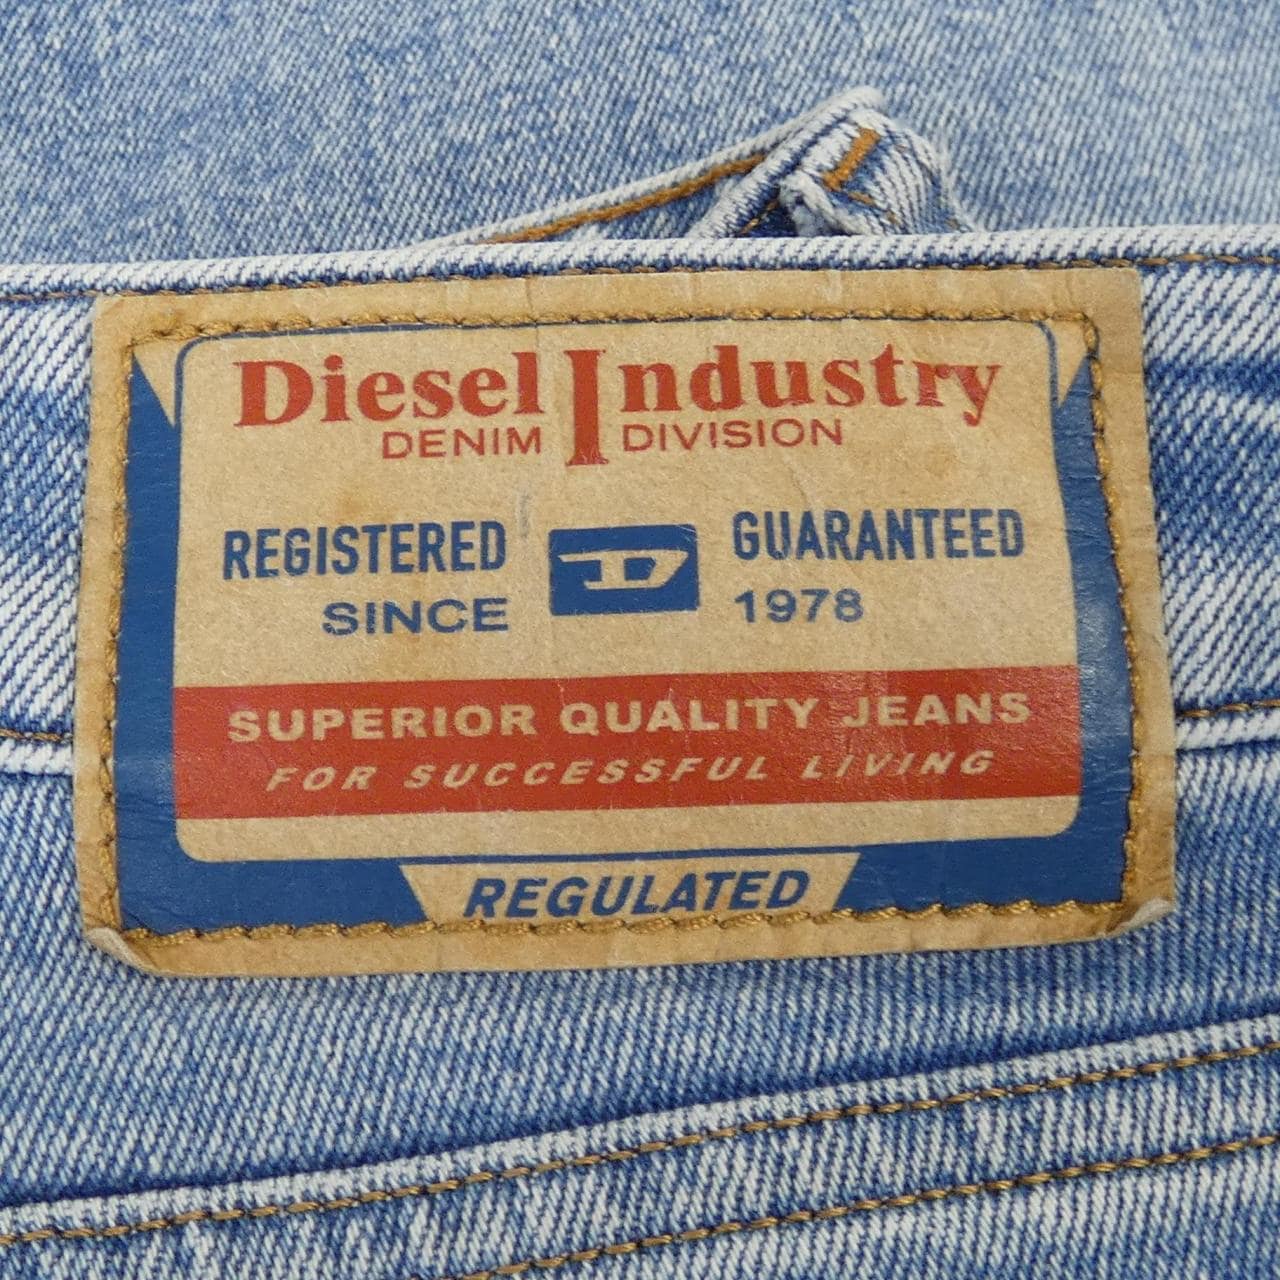 Diesel Industry
DENIM DIVISION
REGISTERED D GUARANTEED
SINCE 1978
SUPERIOR QUALITY JEANS
FOR SUCCESSFUL LIVING
REGULATED